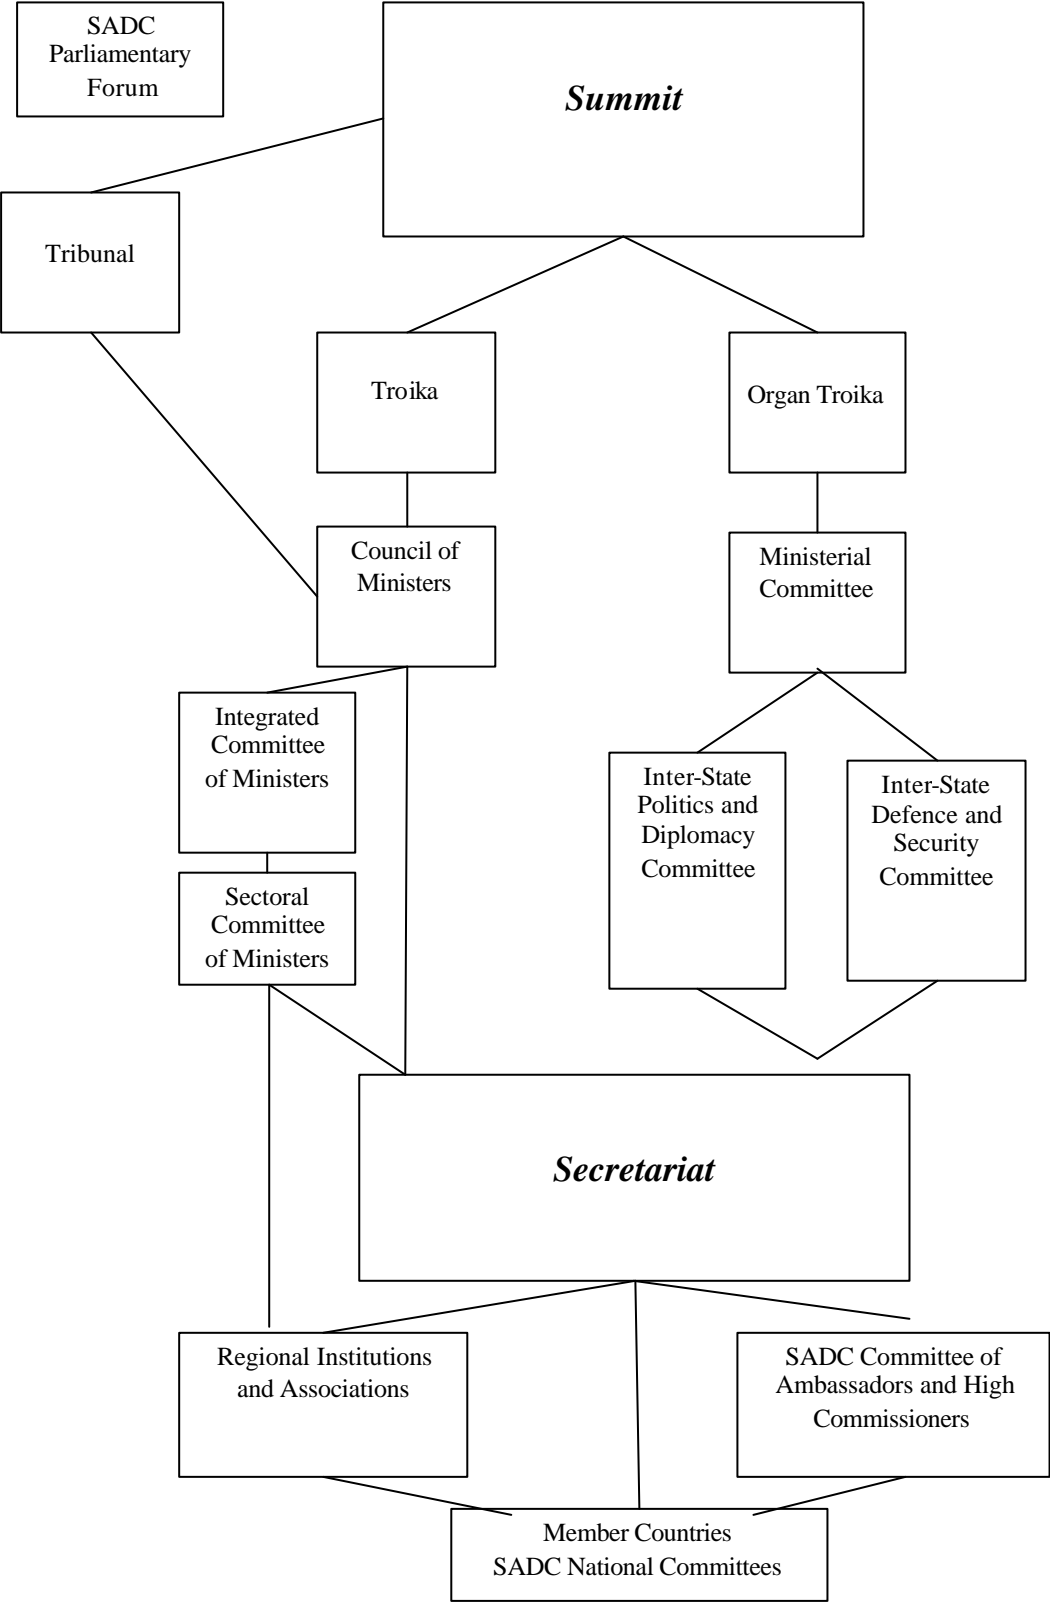 SADC
Parliamentary
Forum
Summit
Tribunal
Troika
Organ Troika
Council of
Ministers
Ministerial
Committee
Integrated
Committee
of Ministers
Inter-State
Politics and
Diplomacy
Committee
Inter-State
Defence and
Security
Committee
Sectoral
Committee
of Ministers
Secretariat
Regional Institutions
and Associations
SADC Committee of
Ambassadors and High
Commissioners
Member Countries
SADC National Committees